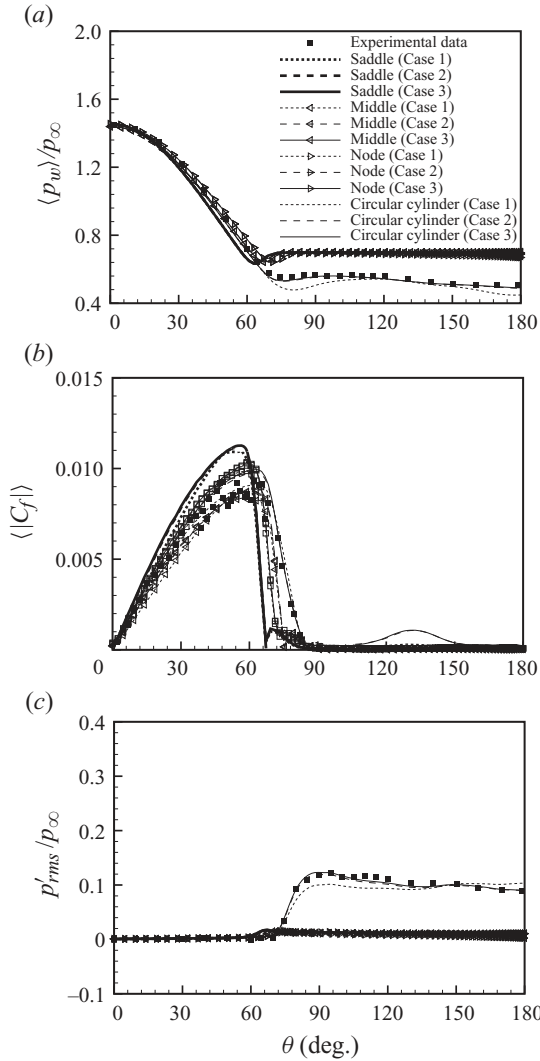 (a)
2.2
1.8
1.4
1.0
0.6
0.4
⟨p_w⟩/p_∞
Experimental data
Saddle (Case 1)
Saddle (Case 2)
Saddle (Case 3)
Middle (Case 1)
Middle (Case 2)
Middle (Case 3)
Node (Case 1)
Node (Case 2)
Node (Case 3)
Circular cylinder (Case 1)
Circular cylinder (Case 2)
Circular cylinder (Case 3)
0 30 60 90 120 150 180
(b)
0.015
0.010
0.005
⟨|C_f|⟩
0 30 60 90 120 150 180
(c)
0.4
0.3
0.2
0.1
0
−0.1
p′_rms/p_∞
0 30 60 90 120 150 180
θ (deg.)